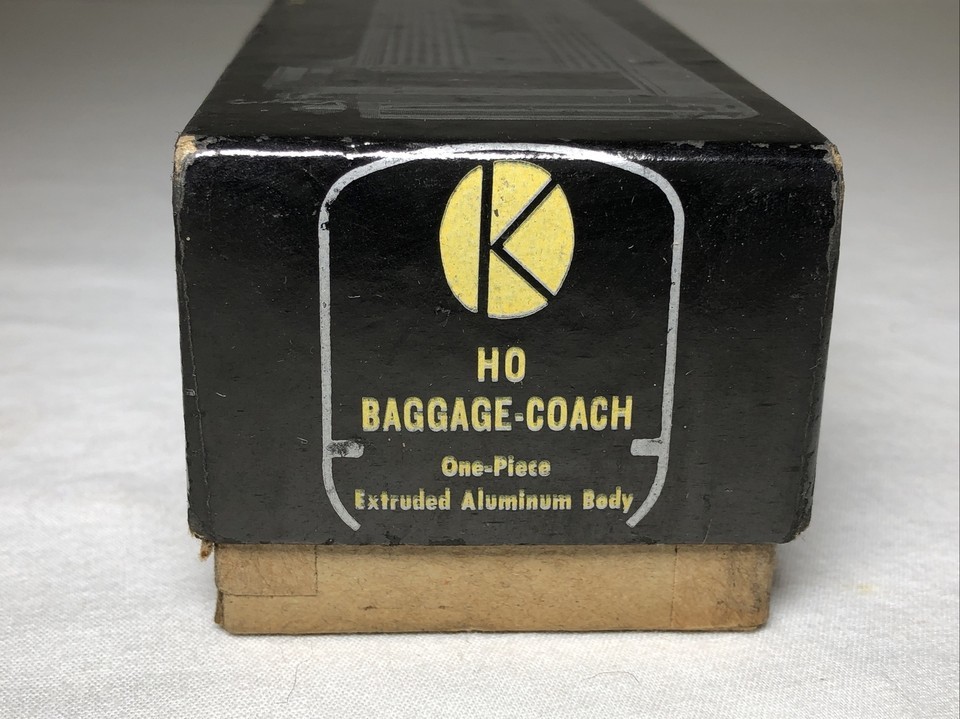 K
HO
BAGGAGE-COACH
One-Piece
Extruded Aluminum Body